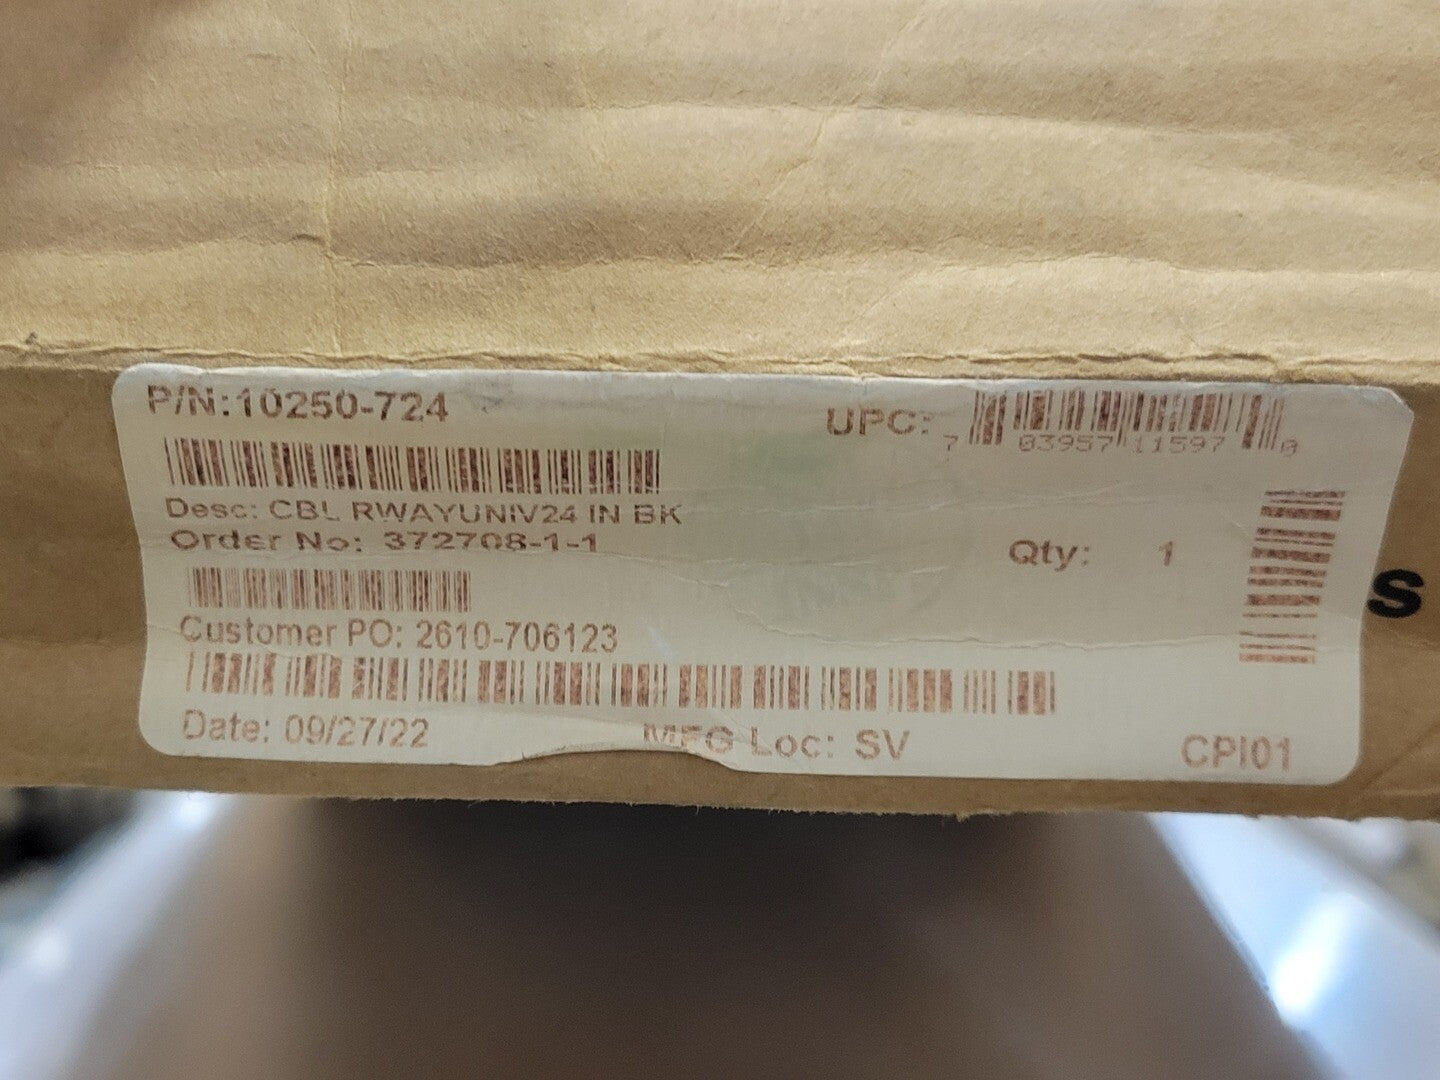 P/N:10250-724
UPC:
7 03957 11597 0
Desc: CBL RWAYUNIV24 IN BK
Order No: 372708-1-1
Qty: 1
Customer PO: 2610-706123
Date: 09/27/22
MFG Loc: SV
CPI01
S